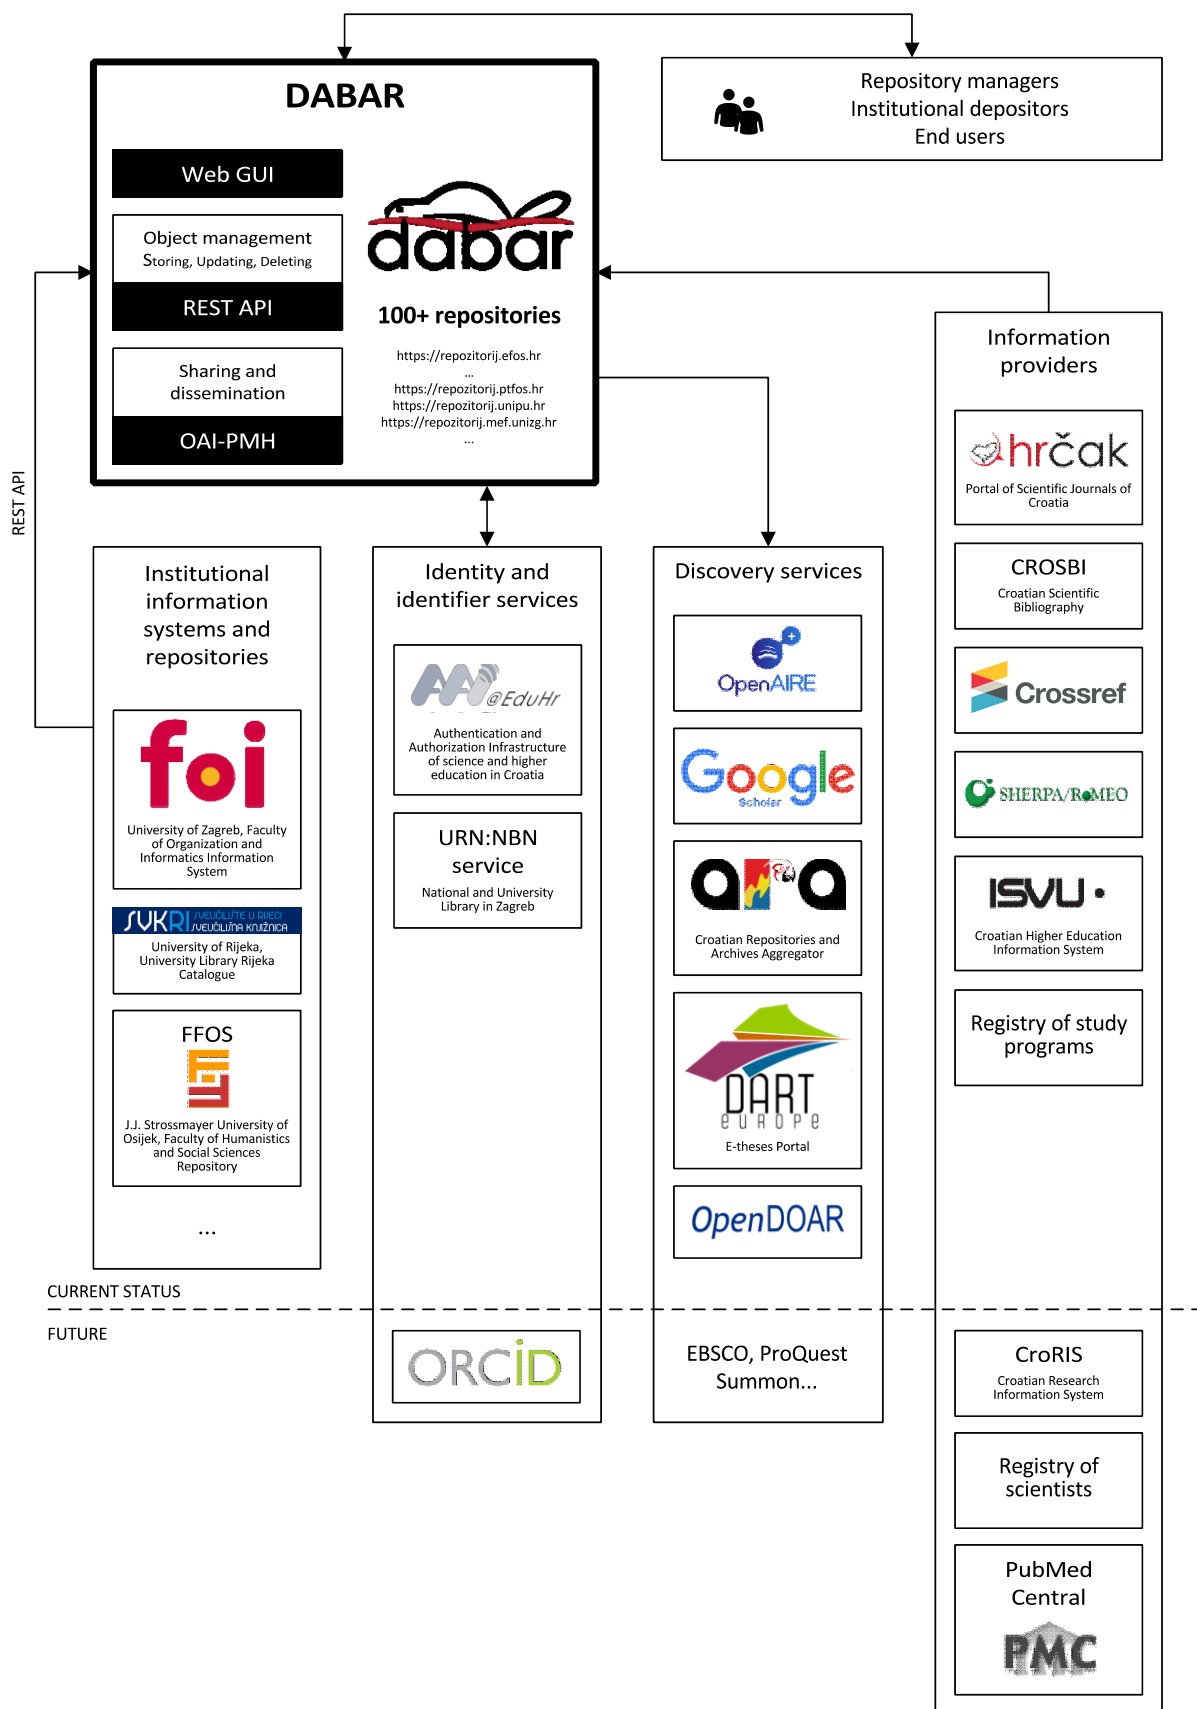 DABAR
Repository managers
Institutional depositors
End users
Web GUI
Object management
Storing, Updating, Deleting
REST API
Sharing and
dissemination
OAI-PMH
dabar
100+ repositories
https://repozitorij.efos.hr
...
https://repozitorij.ptfos.hr
https://repozitorij.unipu.hr
https://repozitorij.mef.unizg.hr
...
REST API
Institutional
information
systems and
repositories
foi
University of Zagreb, Faculty
of Organization and
Informatics Information
System
SVKRI SVEUČILIŠTE U RIJECI
SVEUČILIŠNA KNJIŽNICA
University of Rijeka,
University Library Rijeka
Catalogue
FFOS
J.J. Strossmayer University of
Osijek, Faculty of Humanistics
and Social Sciences
Repository
...
Identity and
identifier services
AAI@EduHr
Authentication and
Authorization Infrastructure
of science and higher
education in Croatia
URN:NBN
service
National and University
Library in Zagreb
Discovery services
OpenAIRE
Google
Scholar
ara
Croatian Repositories and
Archives Aggregator
DART
europe
E-theses Portal
OpenDOAR
Information
providers
hrčak
Portal of Scientific Journals of
Croatia
CROSBI
Croatian Scientific
Bibliography
Crossref
SHERPA/RoMEO
ISVU
Croatian Higher Education
Information System
Registry of study
programs
CURRENT STATUS
FUTURE
ORCID
EBSCO, ProQuest
Summon...
CroRIS
Croatian Research
Information System
Registry of
scientists
PubMed
Central
PMC